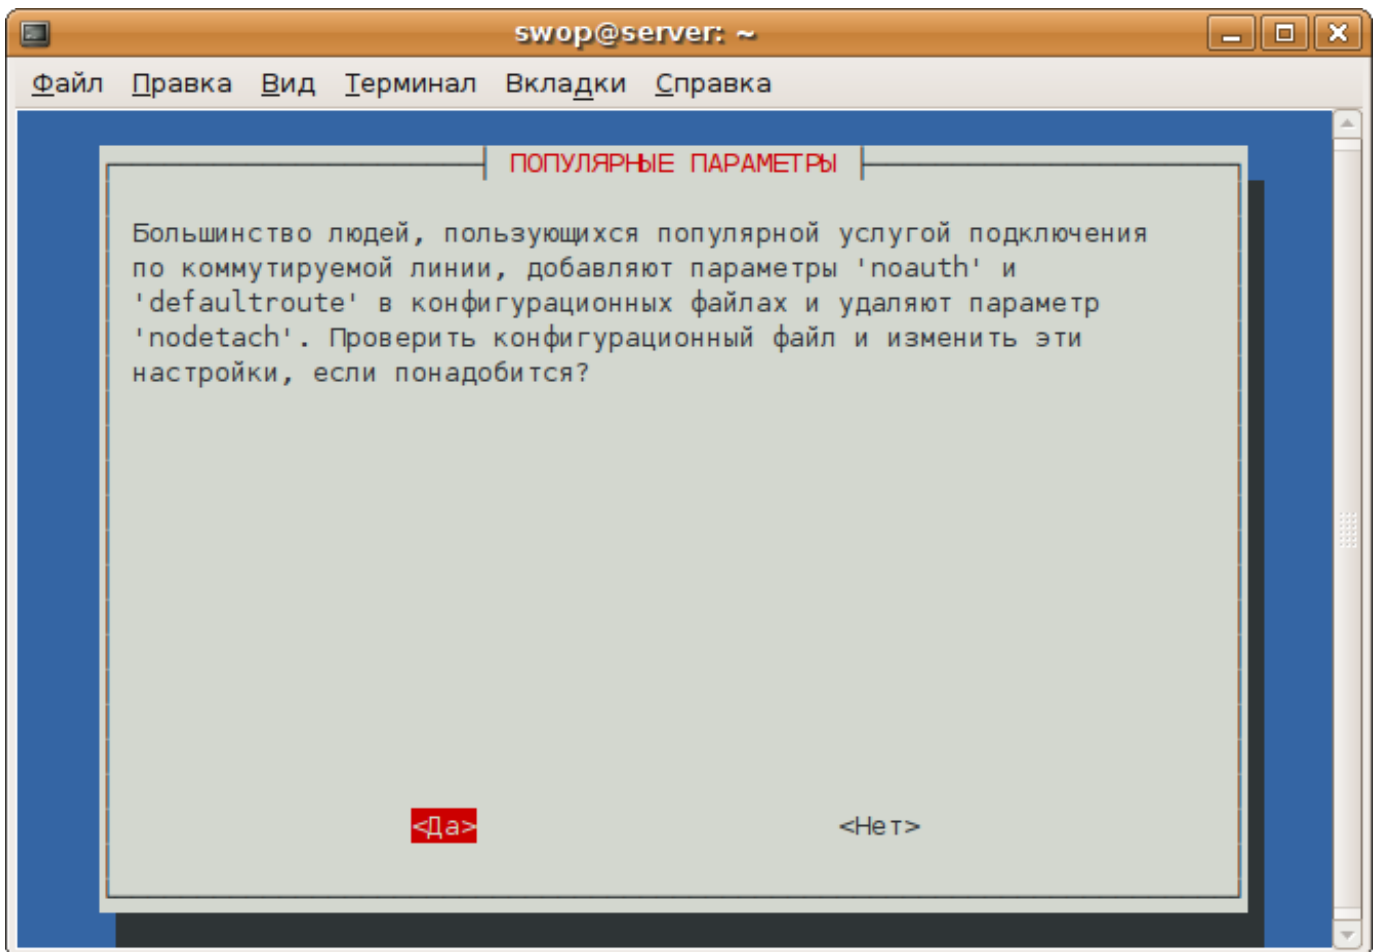 swop@server: ~
Файл Правка Вид Терминал Вкладки Справка
ПОПУЛЯРНЫЕ ПАРАМЕТРЫ
Большинство людей, пользующихся популярной услугой подключения
по коммутируемой линии, добавляют параметры 'noauth' и
'defaultroute' в конфигурационных файлах и удаляют параметр
'nodetach'. Проверить конфигурационный файл и изменить эти
настройки, если понадобится?
<Да> <Нет>